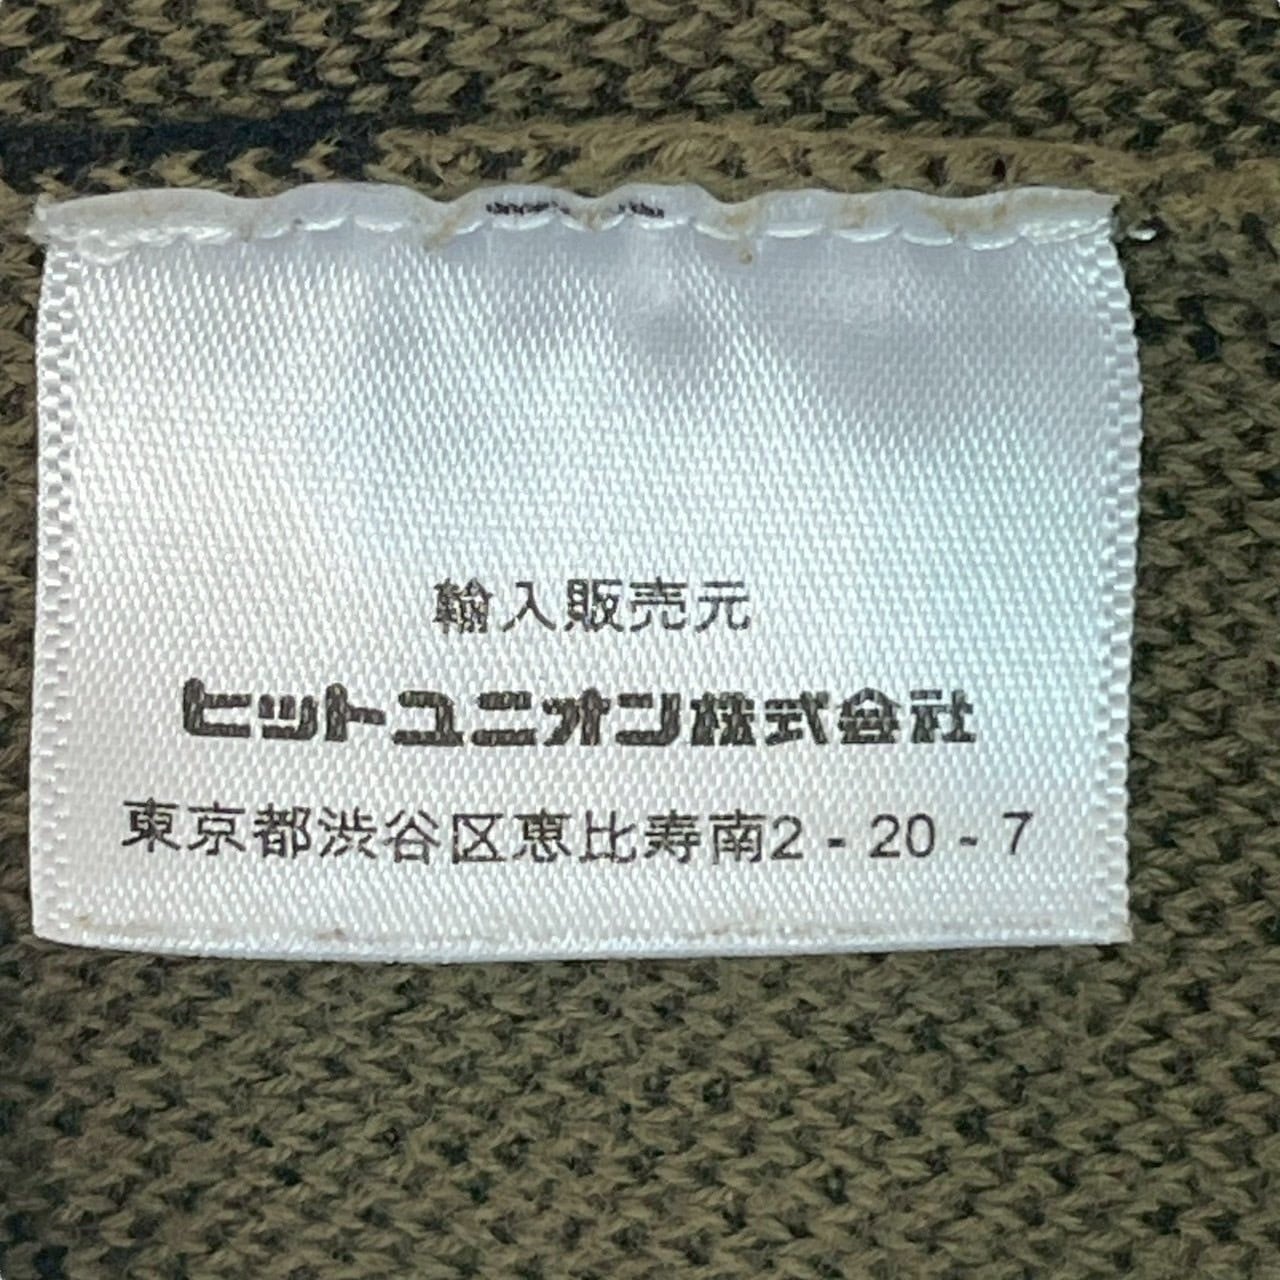 輸入販売元
ヒットユニオン株式会社
東京都渋谷区恵比寿南2 - 20 - 7